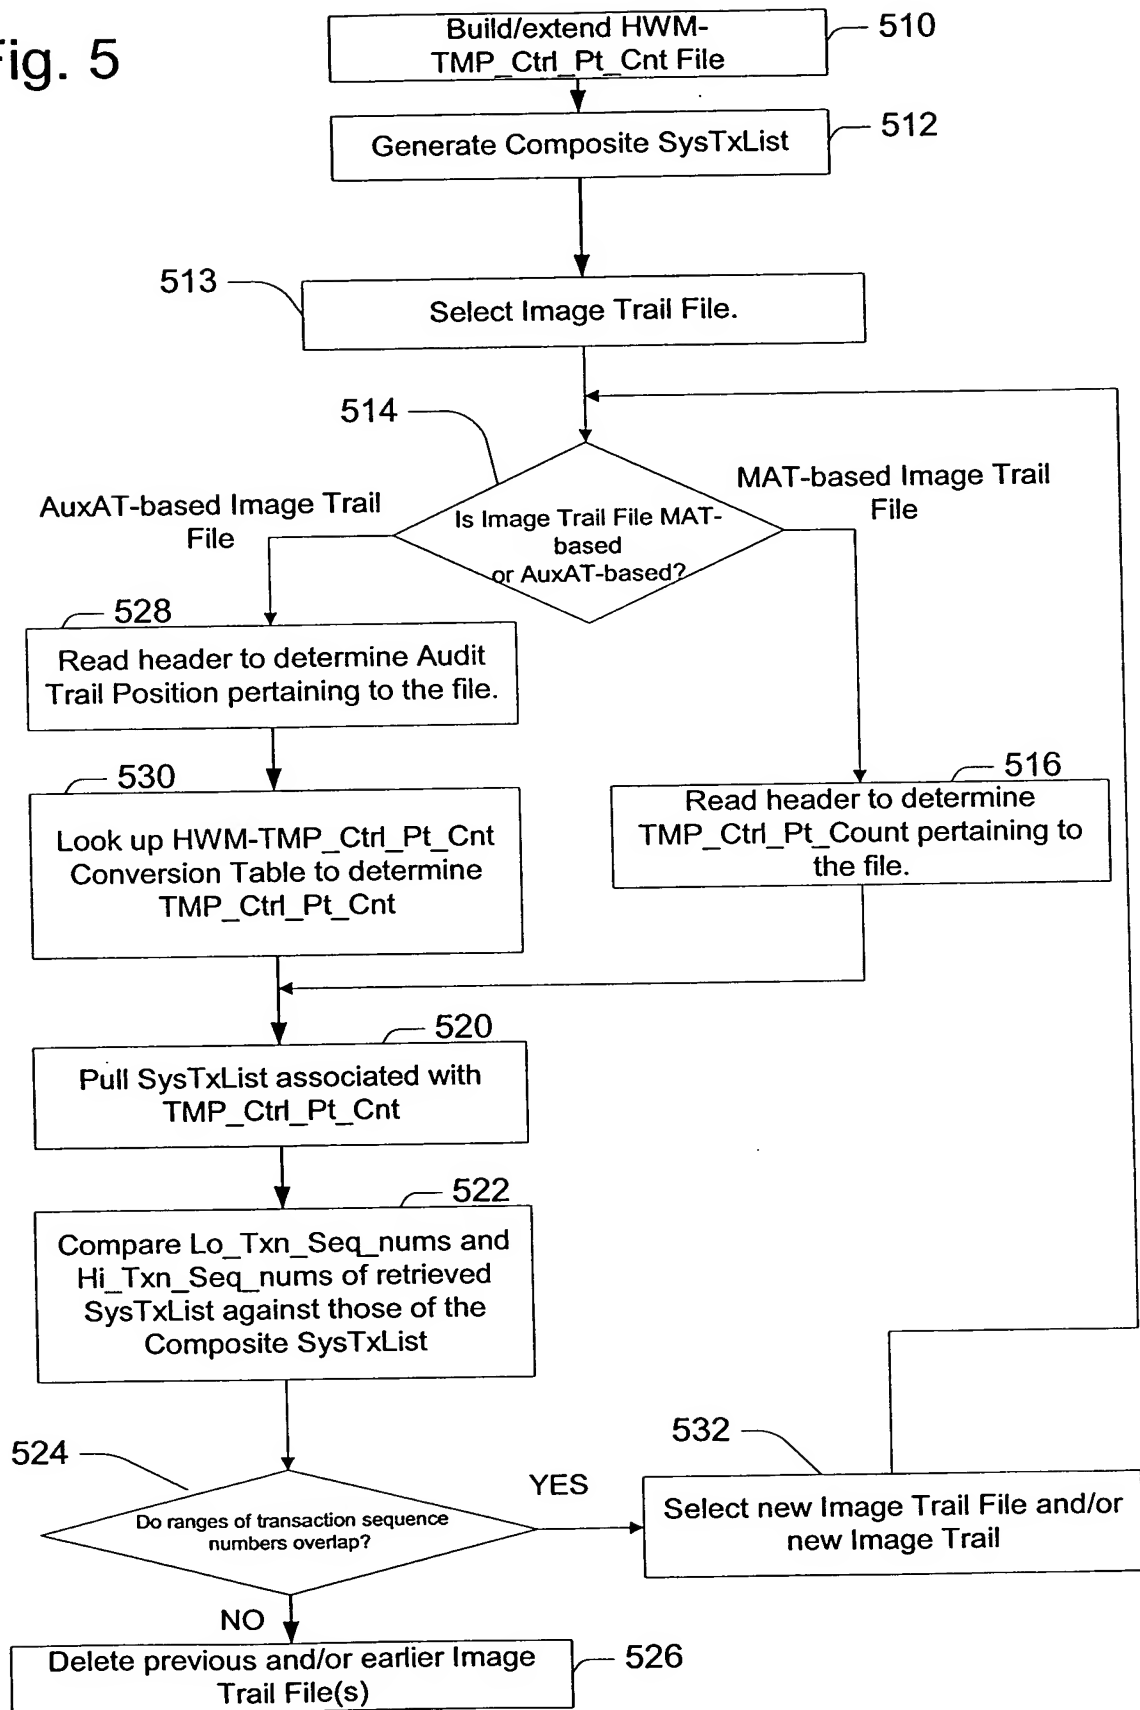 Fig. 5
Build/extend HWM-
TMP_Ctrl_Pt_Cnt File
510
Generate Composite SysTxList
512
513
Select Image Trail File.
514
AuxAT-based Image Trail
File
MAT-based Image Trail
File
Is Image Trail File MAT-
based
or AuxAT-based?
528
Read header to determine Audit
Trail Position pertaining to the file.
530
Look up HWM-TMP_Ctrl_Pt_Cnt
Conversion Table to determine
TMP_Ctrl_Pt_Cnt
516
Read header to determine
TMP_Ctrl_Pt_Count pertaining to
the file.
520
Pull SysTxList associated with
TMP_Ctrl_Pt_Cnt
522
Compare Lo_Txn_Seq_nums and
Hi_Txn_Seq_nums of retrieved
SysTxList against those of the
Composite SysTxList
524
Do ranges of transaction sequence
numbers overlap?
YES
532
Select new Image Trail File and/or
new Image Trail
NO
Delete previous and/or earlier Image
Trail File(s)
526